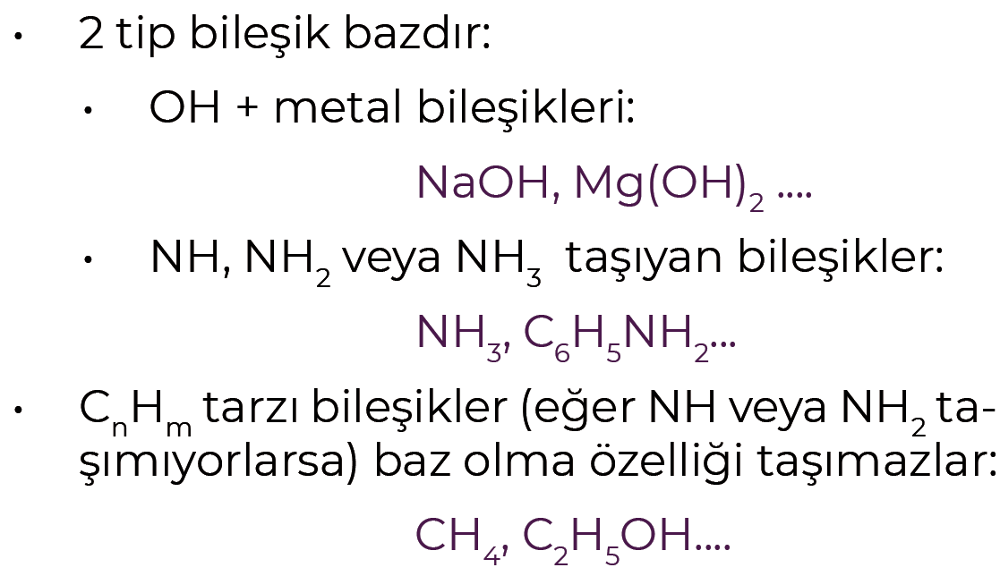 • 2 tip bileşik bazdır:
• OH + metal bileşikleri:
NaOH, Mg(OH)₂ ....
• NH, NH₂ veya NH₃ taşıyan bileşikler:
NH₃, C₆H₅NH₂...
• CₙHₘ tarzı bileşikler (eğer NH veya NH₂ ta-
şımıyorlarsa) baz olma özelliği taşımazlar:
CH₄, C₂H₅OH....